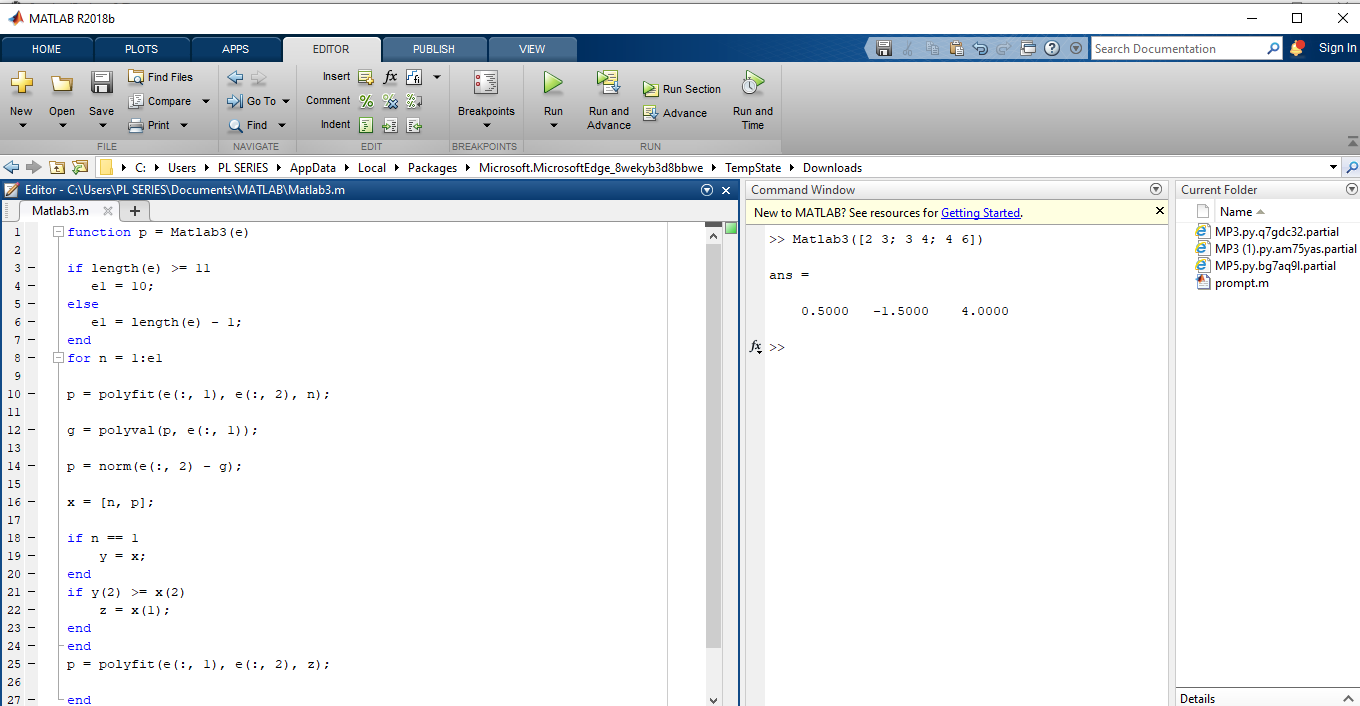 MATLAB R2018b
HOME PLOTS APPS EDITOR PUBLISH VIEW
Search Documentation
Sign In
New
Open
Save
Find Files
Compare
Print
FILE
Go To
Find
NAVIGATE
Insert
Comment
Indent
fx
EDIT
Breakpoints
BREAKPOINTS
Run
Run and
Advance
Run Section
Advance
Run and
Time
RUN
C: Users PL SERIES AppData Local Packages Microsoft.MicrosoftEdge_8wekyb3d8bbwe TempState Downloads
Editor - C:\Users\PL SERIES\Documents\MATLAB\Matlab3.m
Matlab3.m
1 function p = Matlab3(e)
2
3 if length(e) >= 11
4 e1 = 10;
5 else
6 e1 = length(e) - 1;
7 end
8 for n = 1:e1
9
10 p = polyfit(e(:, 1), e(:, 2), n);
11
12 g = polyval(p, e(:, 1));
13
14 p = norm(e(:, 2) - g);
15
16 x = [n, p];
17
18 if n == 1
19 y = x;
20 end
21 if y(2) >= x(2)
22 z = x(1);
23 end
24 end
25 p = polyfit(e(:, 1), e(:, 2), z);
26
27 end
Command Window
New to MATLAB? See resources for Getting Started.
>> Matlab3([2 3; 3 4; 4 6])
ans =
0.5000 -1.5000 4.0000
fx >>
Current Folder
Name
MP3.py.q7gdc32.partial
MP3 (1).py.am75yas.partial
MP5.py.bg7aq9l.partial
prompt.m
Details